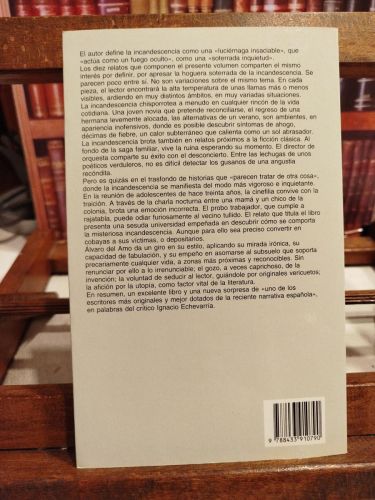 El autor define la incandescencia como una «luciérnaga insaciable», que
«actúa como un fuego oculto», como una «soterrada inquietud».
Los diez relatos que componen el presente volumen comparten el mismo
interés por definir, por apresar la hoguera soterrada de la incandescencia. Se
parecen poco entre sí. No son variaciones sobre el mismo tema. En cada
pieza, el lector encontrará la alta temperatura de unas llamas más o menos
visibles, ardiendo en muy distintos ámbitos, en muy variadas situaciones.
La incandescencia chisporrotea a menudo en cualquier rincón de la vida
cotidiana. Una joven novia que pretende reconciliarse, el regreso de una
hermana levemente alocada, las alternativas de un verano, son ambientes, en
apariencia inofensivos, donde es posible descubrir síntomas de ahogo,
décimas de fiebre, un calor subterráneo que calienta como un sol abrasador.
La incandescencia brota también en relatos próximos a la ficción clásica. Al
fondo de la saga familiar, vive la ruina esperando su momento. El director de
orquesta comparte su éxito con el desconcierto. Entre las lechugas de unos
poéticos verduleros, no es difícil detectar los gusanos de una angustia
recóndita.
Pero es quizás en el trasfondo de historias que «parecen tratar de otra cosa»,
donde la incandescencia se manifiesta del modo más vigoroso e inquietante.
En la reunión de adolescentes de hace treinta años, la cinefilia convive con la
traición. A través de la charla nocturna entre una mamá y un chico de la
colonia, brota una emoción incorrecta. El probo trabajador, que cumple a
rajatabla, puede odiar furiosamente al vecino tullido. El relato que titula el libro
presenta una sesuda universidad empeñada en descubrir cómo se comporta
la misteriosa incandescencia. Aunque para ello sea preciso convertir en
cobayas a sus víctimas, o depositarios.
Álvaro del Amo da un giro en su estilo, aplicando su mirada irónica, su
capacidad de fabulación, y su empeño en asomarse al subsuelo que soporta
precariamente cualquier vida, a zonas más próximas y reconocibles. Sin
renunciar por ello a lo irrenunciable; el gozo, a veces caprichoso, de la
invención; la voluntad de seducir al lector, guiándole por originales vericuetos;
la afición por la utopía, como factor vital de la literatura.
En resumen, un excelente libro y una nueva sorpresa de «uno de los
escritores más originales y mejor dotados de la reciente narrativa española»,
en palabras del crítico Ignacio Echevarría.
9 788433 910790